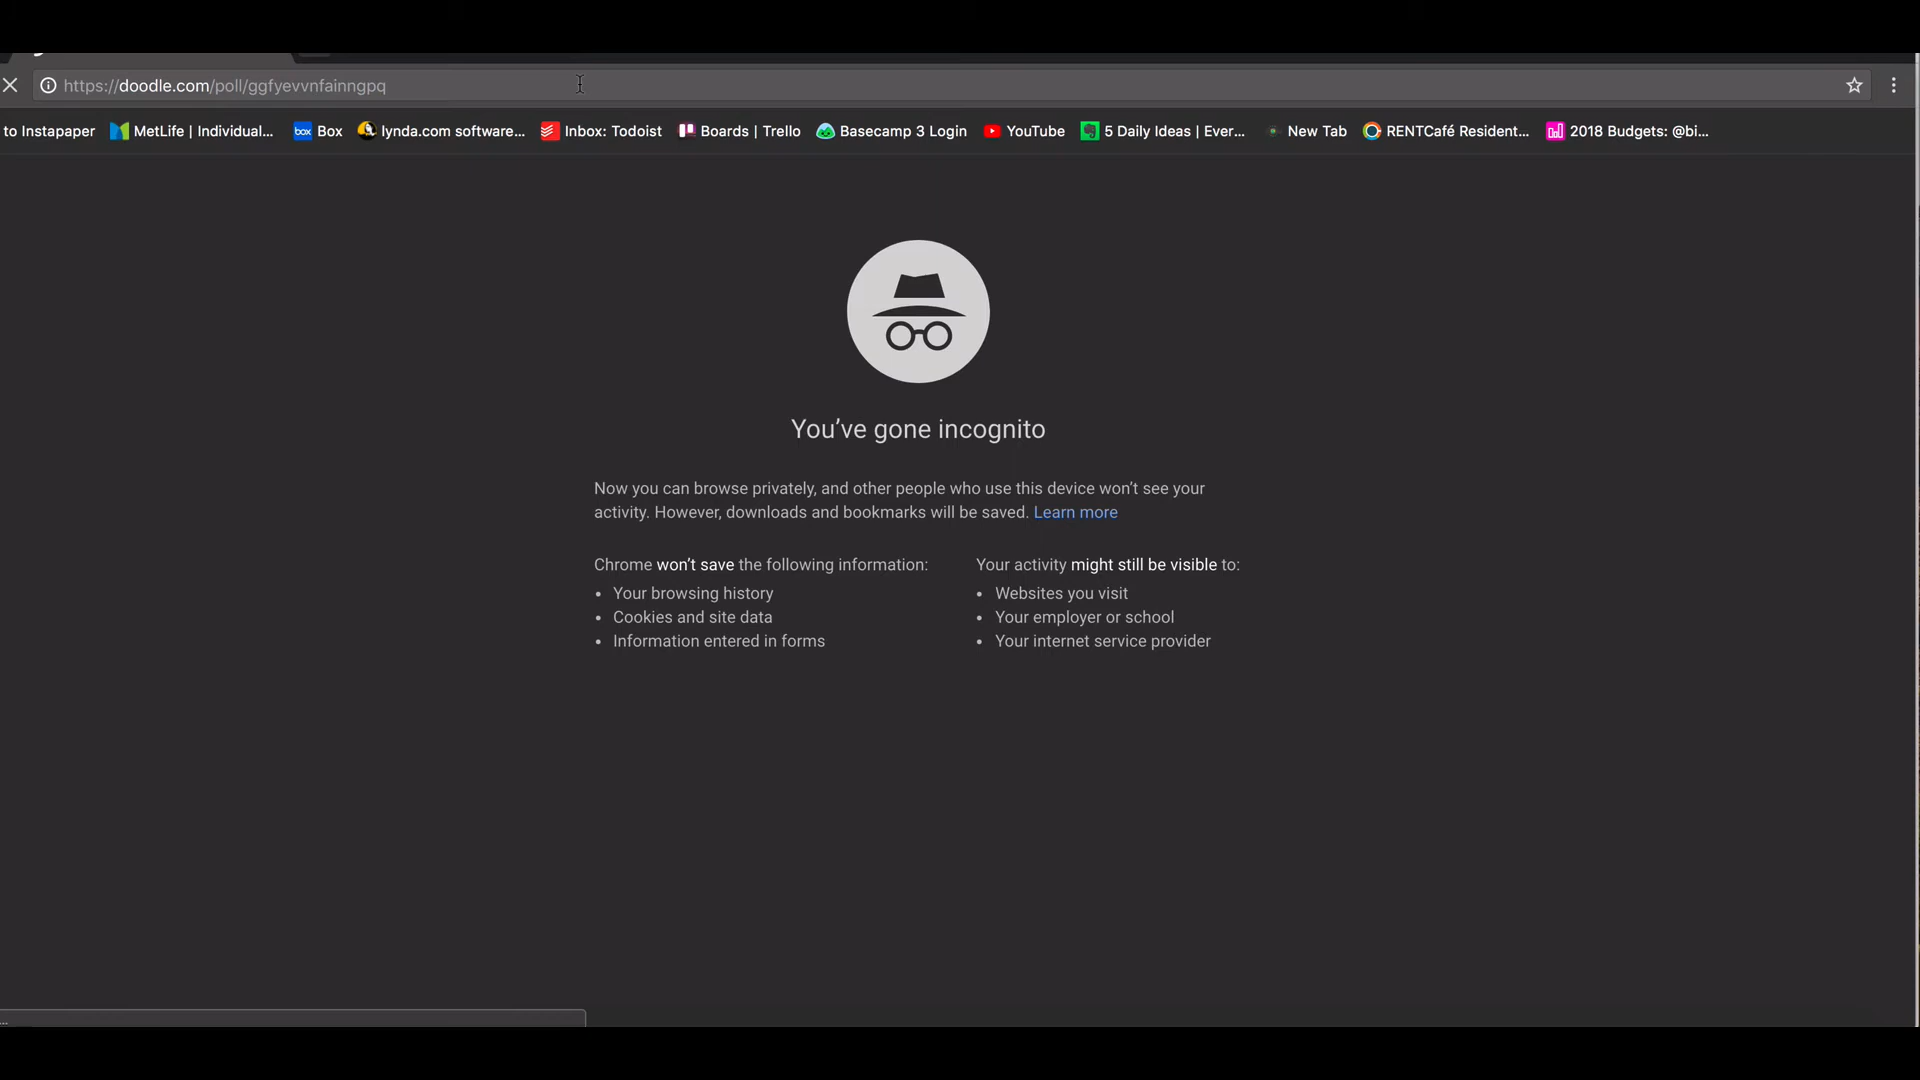 https://doodle.com/poll/ggfyevvnfainngpq
to Instapaper MetLife | Individual... box Box lynda.com software... Inbox: Todoist Boards | Trello Basecamp 3 Login YouTube 5 Daily Ideas | Ever... New Tab RENTCafé Resident... 2018 Budgets: @bi...
You've gone incognito
Now you can browse privately, and other people who use this device won't see your
activity. However, downloads and bookmarks will be saved. Learn more
Chrome won't save the following information:
• Your browsing history
• Cookies and site data
• Information entered in forms
Your activity might still be visible to:
• Websites you visit
• Your employer or school
• Your internet service provider
...